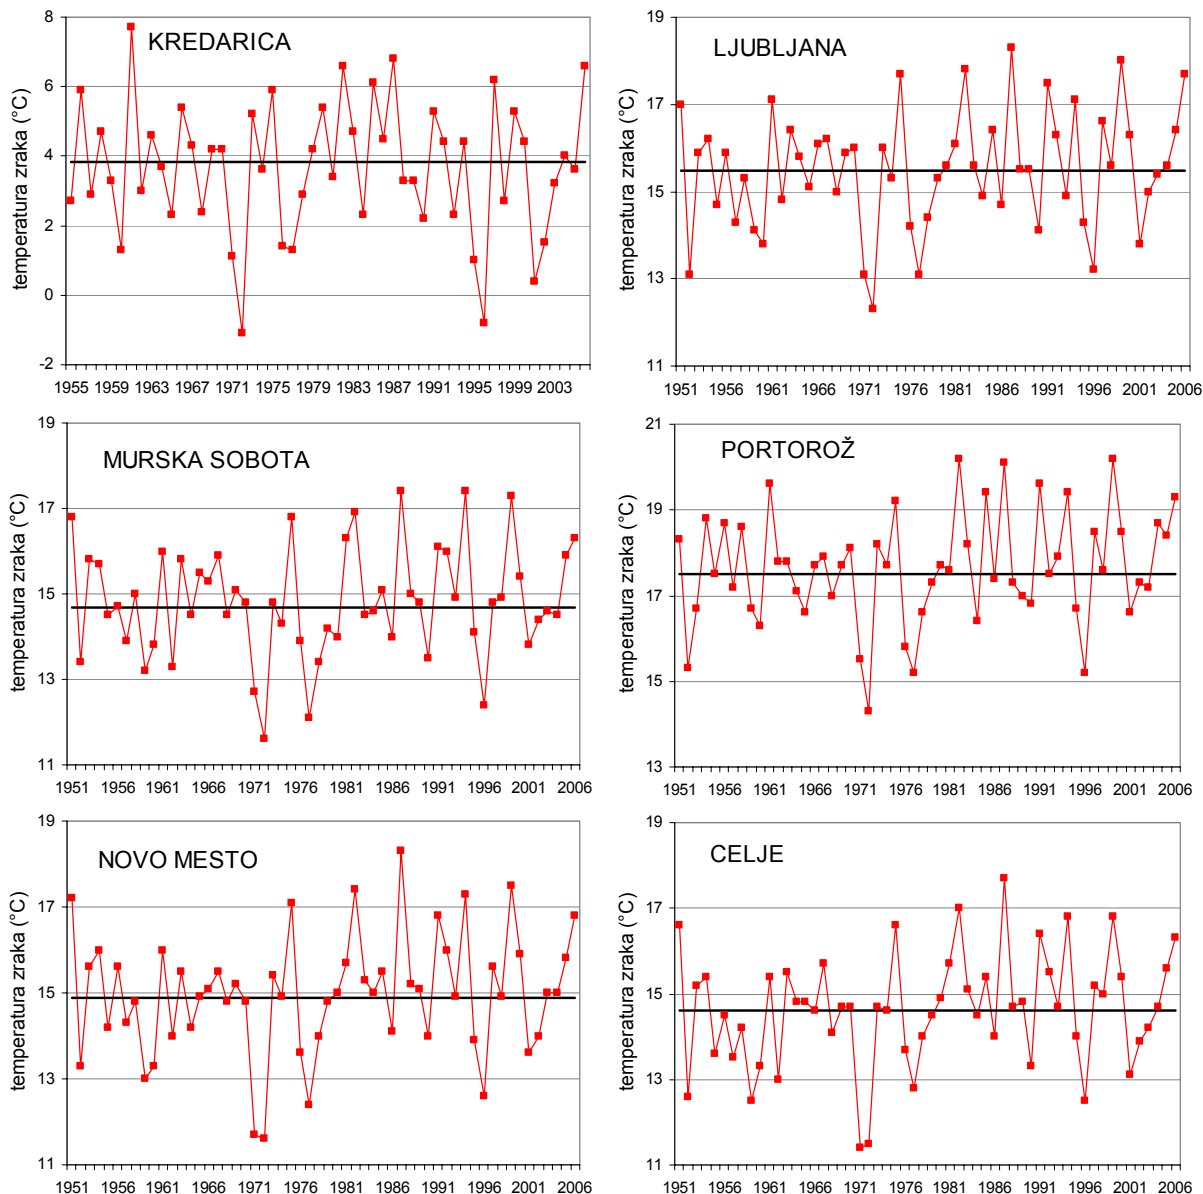 KREDARICA
temperatura zraka (°C)
8
6
4
2
0
-2
1955 1959 1963 1967 1971 1975 1979 1983 1987 1991 1995 1999 2003
LJUBLJANA
temperatura zraka (°C)
19
17
15
13
11
1951 1956 1961 1966 1971 1976 1981 1986 1991 1996 2001 2006
MURSKA SOBOTA
temperatura zraka (°C)
19
17
15
13
11
1951 1956 1961 1966 1971 1976 1981 1986 1991 1996 2001 2006
PORTOROŽ
temperatura zraka (°C)
21
19
17
15
13
1951 1956 1961 1966 1971 1976 1981 1986 1991 1996 2001 2006
NOVO MESTO
temperatura zraka (°C)
19
17
15
13
11
1951 1956 1961 1966 1971 1976 1981 1986 1991 1996 2001 2006
CELJE
temperatura zraka (°C)
19
17
15
13
11
1951 1956 1961 1966 1971 1976 1981 1986 1991 1996 2001 2006